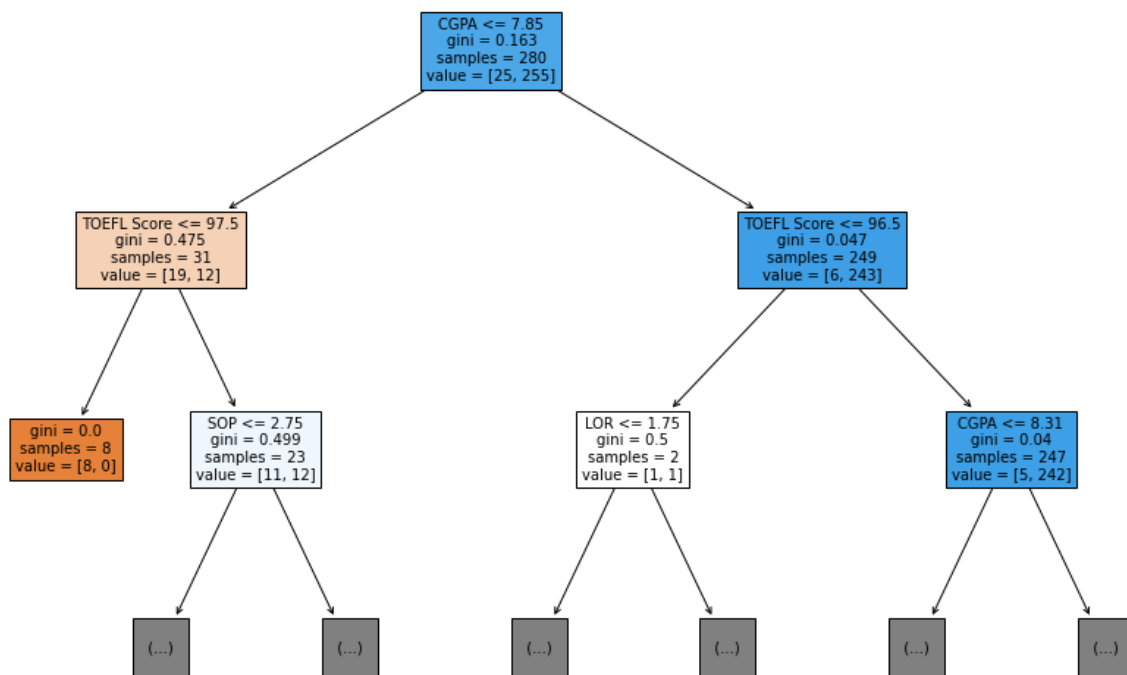 CGPA <= 7.85
gini = 0.163
samples = 280
value = [25, 255]
TOEFL Score <= 97.5
gini = 0.475
samples = 31
value = [19, 12]
TOEFL Score <= 96.5
gini = 0.047
samples = 249
value = [6, 243]
gini = 0.0
samples = 8
value = [8, 0]
SOP <= 2.75
gini = 0.499
samples = 23
value = [11, 12]
LOR <= 1.75
gini = 0.5
samples = 2
value = [1, 1]
CGPA <= 8.31
gini = 0.04
samples = 247
value = [5, 242]
(...)
(...)
(...)
(...)
(...)
(...)